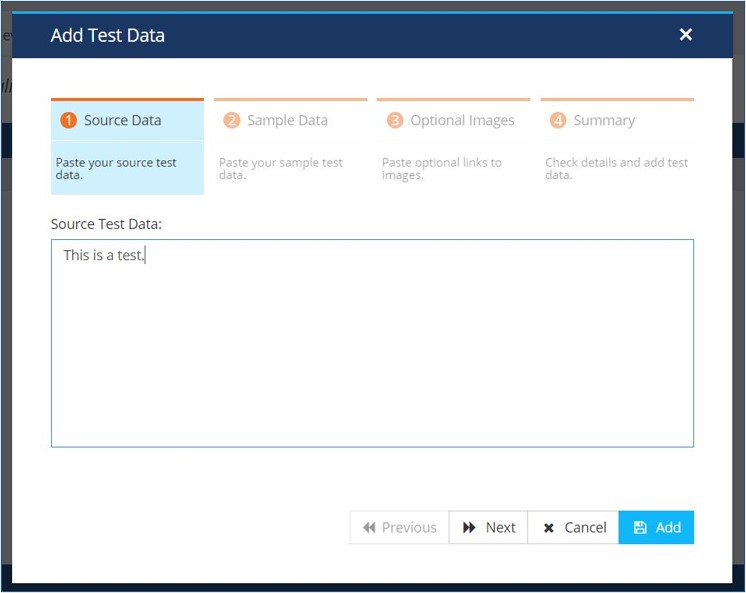 Add Test Data
1 Source Data
Paste your source test
data.
2 Sample Data
Paste your sample test
data.
3 Optional Images
Paste optional links to
images.
4 Summary
Check details and add test
data.
Source Test Data:
This is a test.
Previous
Next
Cancel
Add